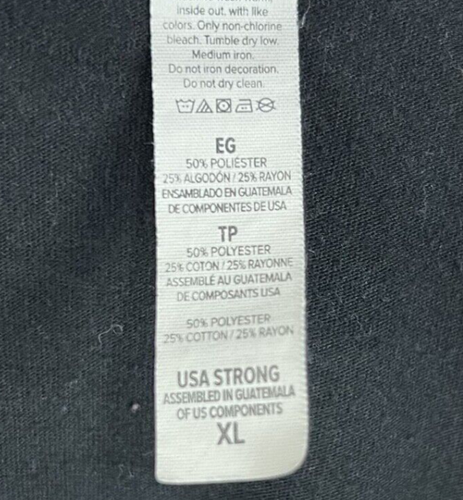 inside out, with like
colors. Only non-chlorine
bleach. Tumble dry low.
Medium iron.
Do not iron decoration.
Do not dry clean.
EG
50% POLIÉSTER
25% ALGODÓN / 25% RAYON
ENSAMBLADO EN GUATEMALA
DE COMPONENTES DE USA
TP
50% POLYESTER
25% COTON / 25% RAYONNE
ASSEMBLÉ AU GUATEMALA
DE COMPOSANTS USA
50% POLYESTER
25% COTTON / 25% RAYON
USA STRONG
ASSEMBLED IN GUATEMALA
OF US COMPONENTS
XL